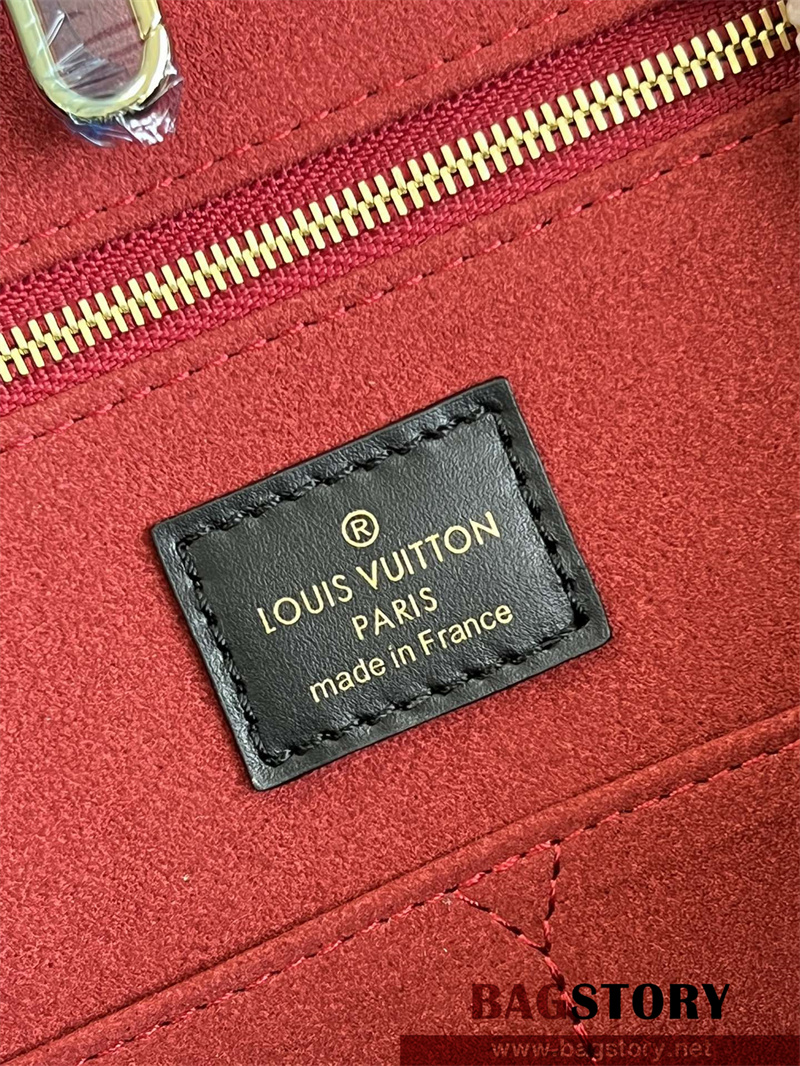 ®
LOUIS VUITTON
PARIS
made in France
BAGSTORY
www-bagstory.net